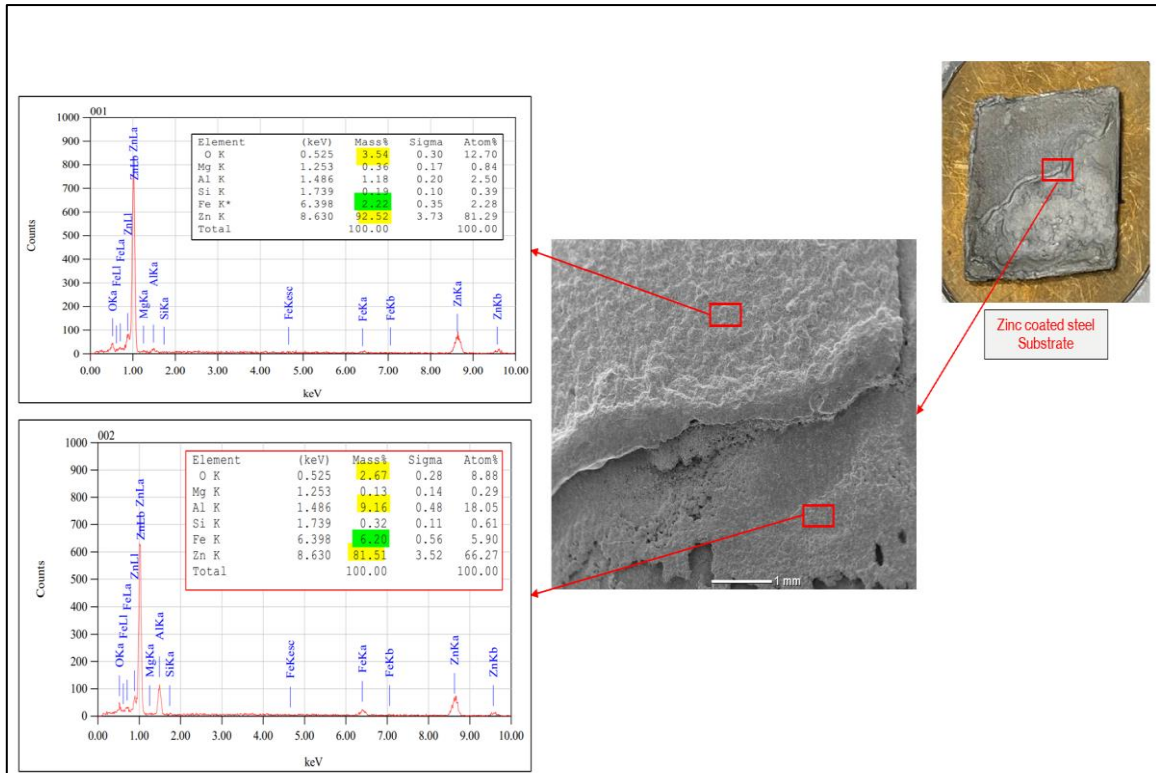 001
1000
900
800
700
600
500
400
300
200
100
0
Counts
Element (keV) Mass% Sigma Atom%
O K 0.525 3.54 0.30 12.70
Mg K 1.253 0.36 0.17 0.84
Al K 1.486 1.18 0.20 2.50
Si K 1.739 0.19 0.10 0.39
Fe K* 6.398 2.22 0.35 2.28
Zn K 8.630 92.52 3.73 81.29
Total 100.00 100.00
OKa FeLl FeLa ZnLl ZnLb ZnLa MgKa AlKa SiKa FeKesc FeKa FeKb ZnKa ZnKb
0.00 1.00 2.00 3.00 4.00 5.00 6.00 7.00 8.00 9.00 10.00
keV
Zinc coated steel
Substrate
1 mm
002
1000
900
800
700
600
500
400
300
200
100
0
Counts
Element (keV) Mass% Sigma Atom%
O K 0.525 2.67 0.28 8.88
Mg K 1.253 0.13 0.14 0.29
Al K 1.486 9.16 0.48 18.05
Si K 1.739 0.32 0.11 0.61
Fe K 6.398 6.20 0.56 5.90
Zn K 8.630 81.51 3.52 66.27
Total 100.00 100.00
OKa FeLl FeLa ZnLl ZnLb ZnLa MgKa AlKa SiKa FeKesc FeKa FeKb ZnKa ZnKb
0.00 1.00 2.00 3.00 4.00 5.00 6.00 7.00 8.00 9.00 10.00
keV